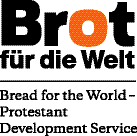 Brot
für die Welt
Bread for the World –
Protestant
Development Service